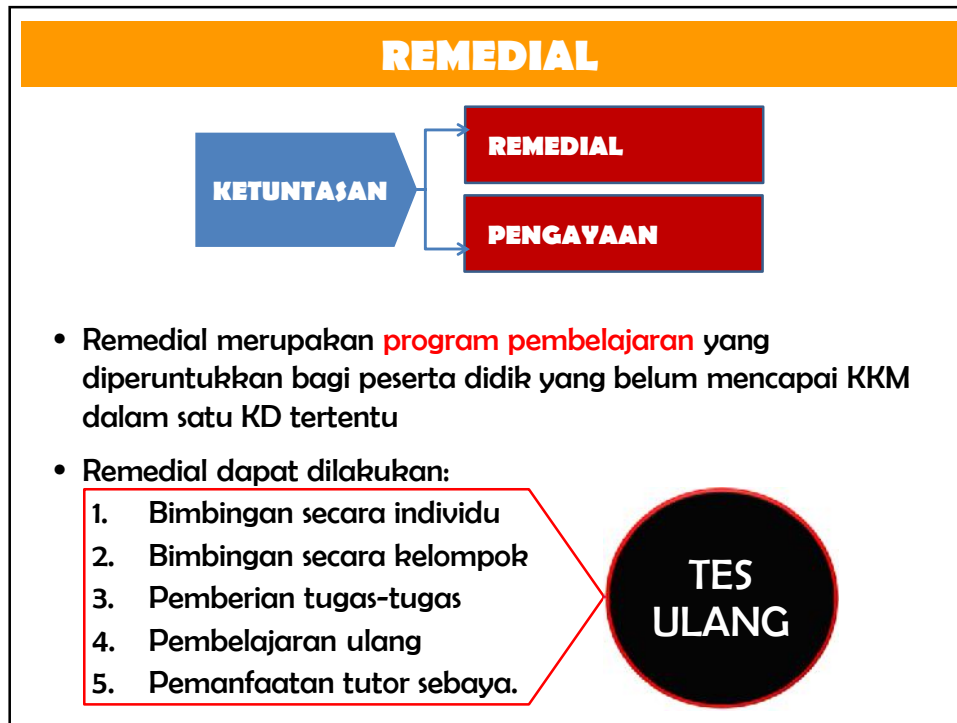 REMEDIAL
KETUNTASAN
REMEDIAL
PENGAYAAN
• Remedial merupakan program pembelajaran yang
diperuntukkan bagi peserta didik yang belum mencapai KKM
dalam satu KD tertentu
• Remedial dapat dilakukan:
1. Bimbingan secara individu
2. Bimbingan secara kelompok
3. Pemberian tugas-tugas
4. Pembelajaran ulang
5. Pemanfaatan tutor sebaya.
TES
ULANG